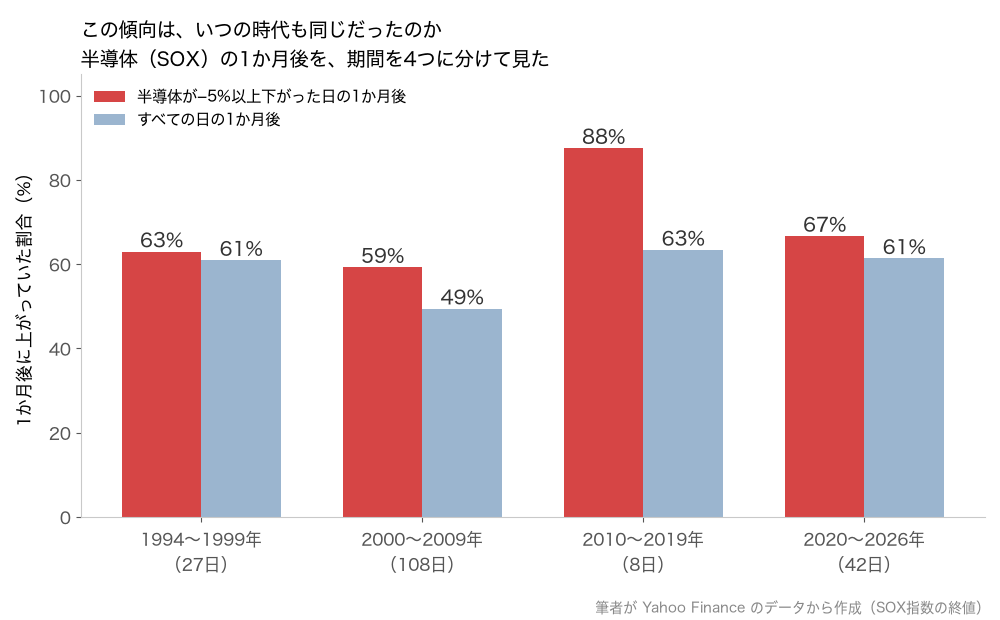 この傾向は、いつの時代も同じだったのか
半導体（SOX）の1か月後を、期間を4つに分けて見た
半導体が−5%以上下がった日の1か月後
すべての日の1か月後
1か月後に上がっていた割合（%）
100
80
60
40
20
0
63%
61%
59%
49%
88%
63%
67%
61%
1994〜1999年
（27日）
2000〜2009年
（108日）
2010〜2019年
（8日）
2020〜2026年
（42日）
筆者が Yahoo Finance のデータから作成（SOX指数の終値）